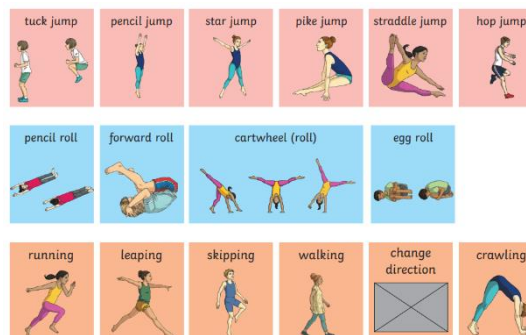 tuck jump
pencil jump
star jump
pike jump
straddle jump
hop jump
pencil roll
forward roll
cartwheel (roll)
egg roll
running
leaping
skipping
walking
change
direction
crawling